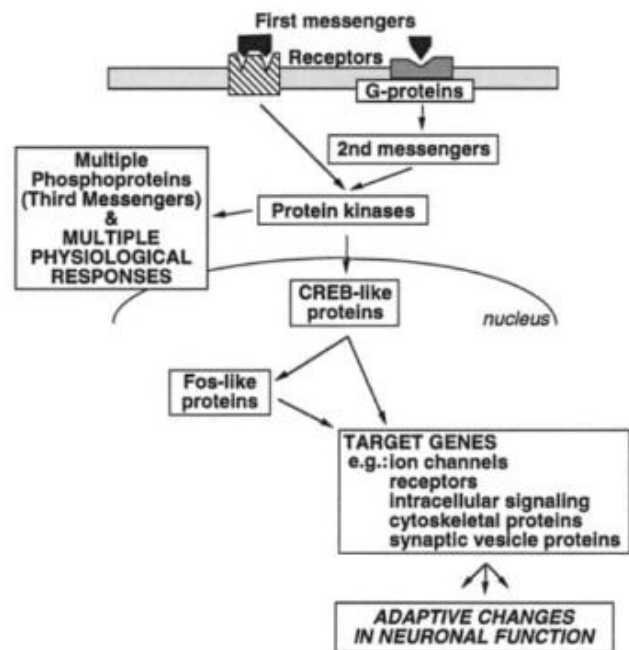 First messengers
Receptors
G-proteins
2nd messengers
Multiple
Phosphoproteins
(Third Messengers)
&
MULTIPLE
PHYSIOLOGICAL
RESPONSES
Protein kinases
CREB-like
proteins
nucleus
Fos-like
proteins
TARGET GENES
e.g.: ion channels
receptors
intracellular signaling
cytoskeletal proteins
synaptic vesicle proteins
ADAPTIVE CHANGES
IN NEURONAL FUNCTION